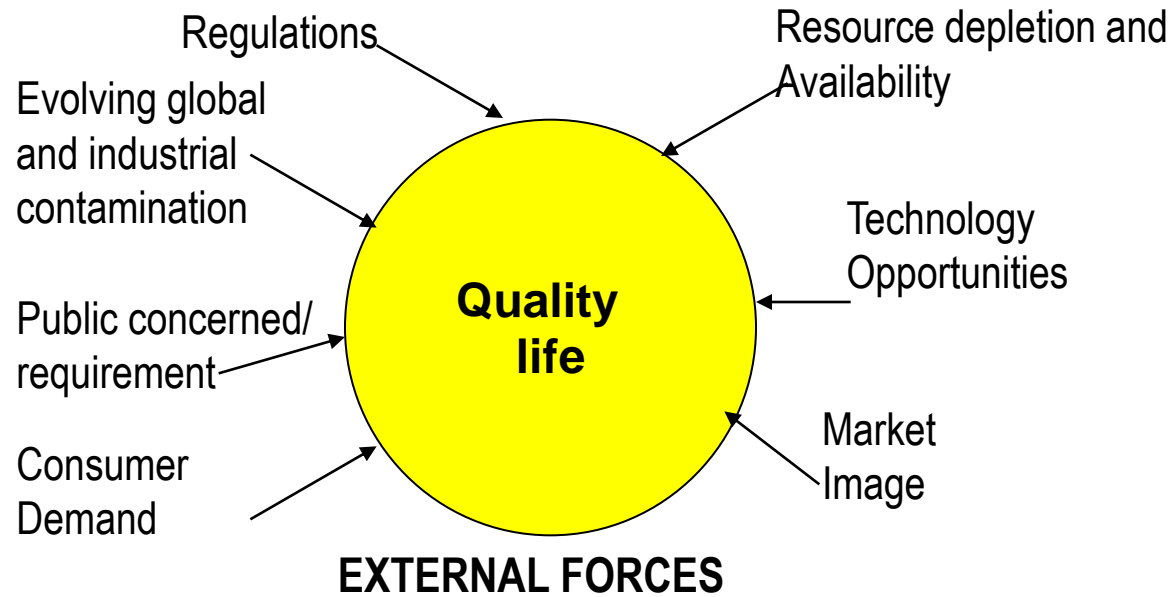 Regulations
Resource depletion and
Availability
Evolving global
and industrial
contamination
Technology
Opportunities
Quality
life
Public concerned/
requirement
Market
Image
Consumer
Demand
EXTERNAL FORCES